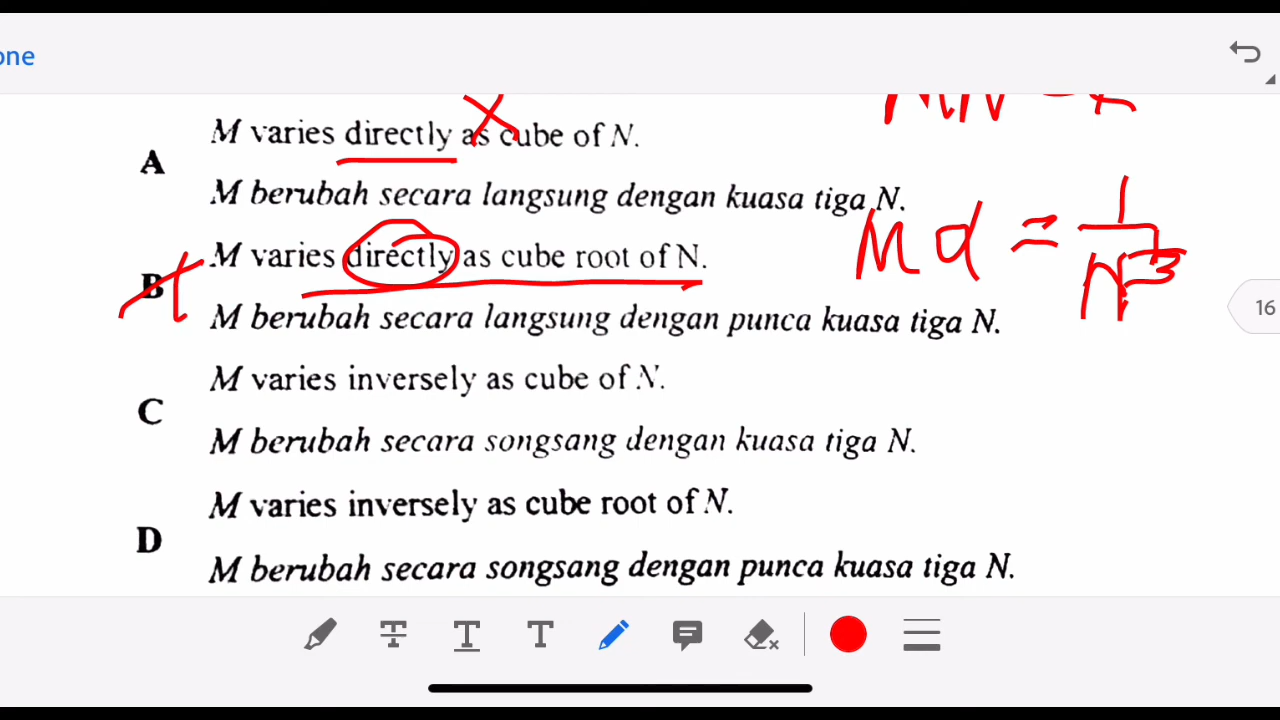 one
M varies directly as cube of N.
A
M berubah secara langsung dengan kuasa tiga N.
M varies directly as cube root of N.
B
M berubah secara langsung dengan punca kuasa tiga N.
M α = 1/N³
16
M varies inversely as cube of N.
C
M berubah secara songsang dengan kuasa tiga N.
M varies inversely as cube root of N.
D
M berubah secara songsang dengan punca kuasa tiga N.
T T T